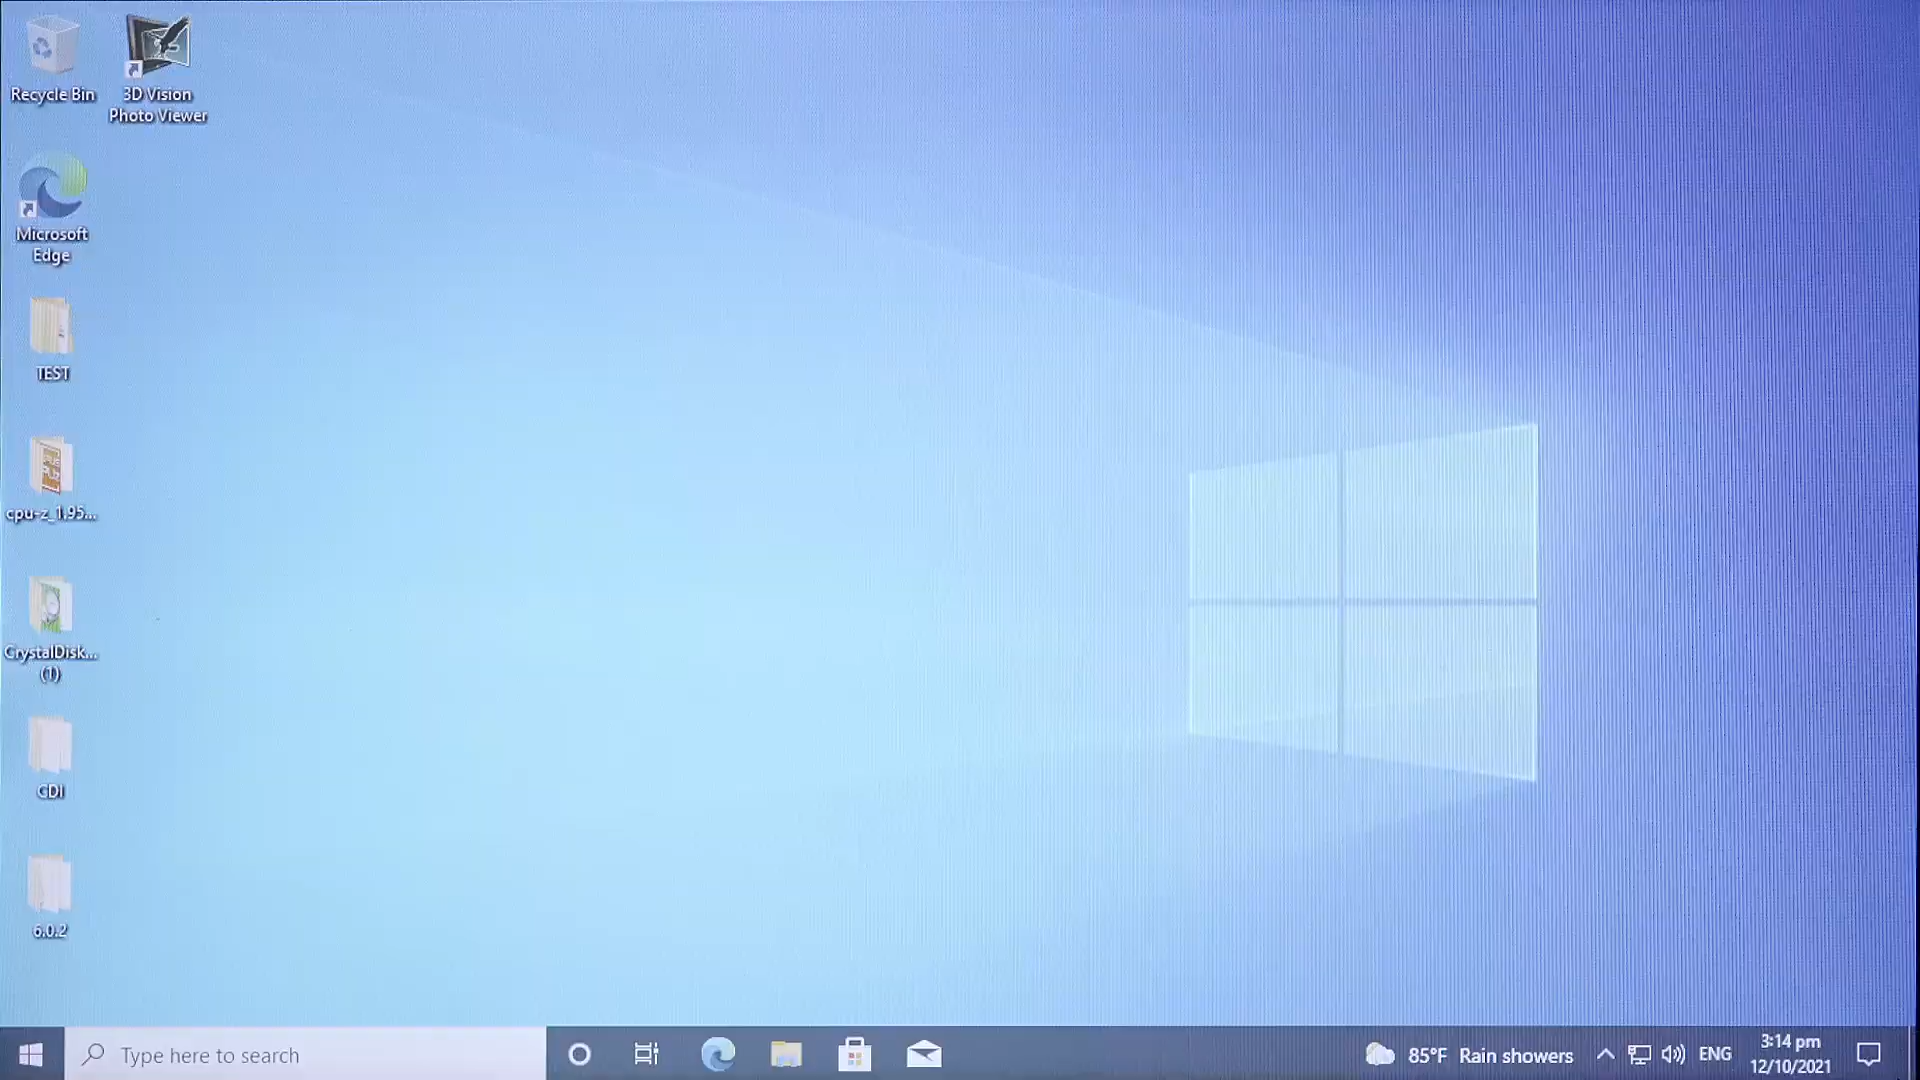 Recycle Bin
3D Vision
Photo Viewer
Microsoft
Edge
TEST
cpu-z_1.95...
CrystalDisk...
(1)
CDI
6.0.2
Type here to search
85°F Rain showers
ENG
3:14 pm
12/10/2021